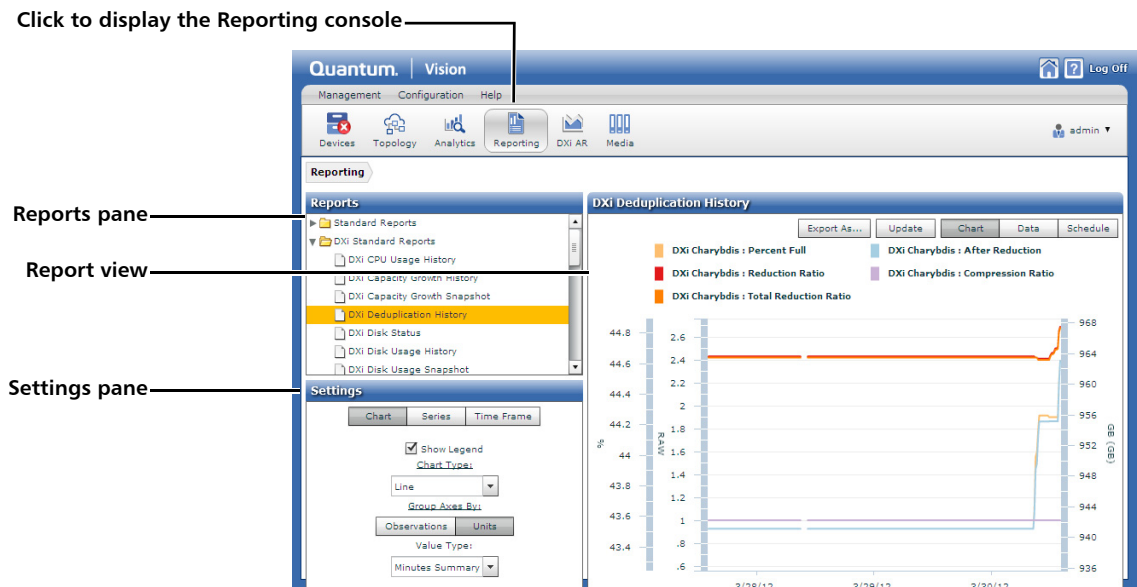 Click to display the Reporting console
Quantum. Vision
Log Off
Management Configuration Help
Devices Topology Analytics Reporting DXi AR Media
admin
Reporting
Reports pane
Report view
Settings pane
Reports
Standard Reports
DXi Standard Reports
DXi CPU Usage History
DXi Capacity Growth History
DXi Capacity Growth Snapshot
DXi Deduplication History
DXi Disk Status
DXi Disk Usage History
DXi Disk Usage Snapshot
Settings
Chart Series Time Frame
Show Legend
Chart Type:
Line
Group Axes By:
Observations Units
Value Type:
Minutes Summary
DXi Deduplication History
Export As... Update Chart Data Schedule
DXi Charybdis : Percent Full
DXi Charybdis : After Reduction
DXi Charybdis : Reduction Ratio
DXi Charybdis : Compression Ratio
DXi Charybdis : Total Reduction Ratio
%
44.8
44.6
44.4
44.2
44
43.8
43.6
43.4
RAW
2.6
2.4
2.2
2
1.8
1.6
1.4
1.2
1
.8
.6
968
964
960
956
952
948
944
940
936
GB (GB)
3/28/12 3/29/12 3/30/12